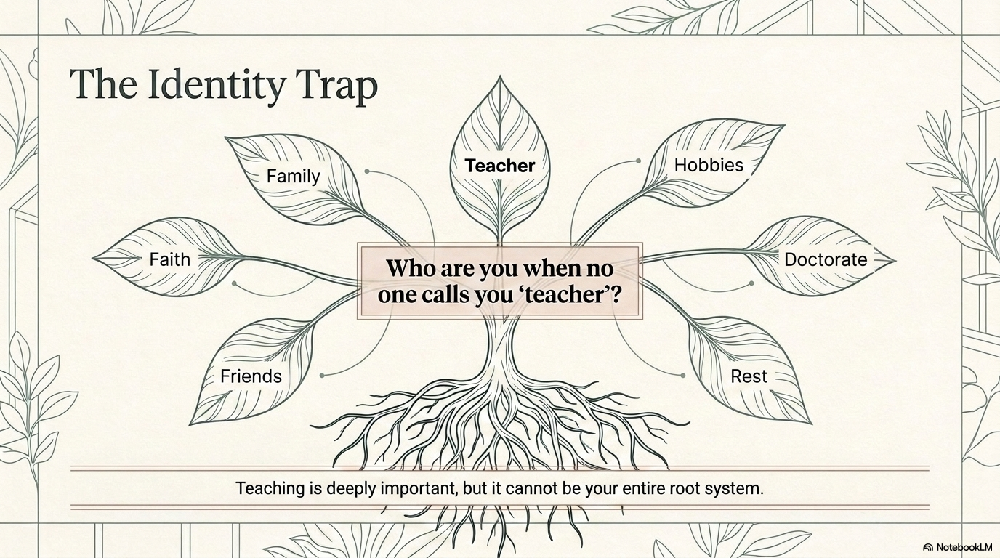 The Identity Trap
Teacher
Family
Hobbies
Faith
Doctorate
Who are you when no
one calls you ‘teacher’?
Friends
Rest
Teaching is deeply important, but it cannot be your entire root system.
NotebookLM